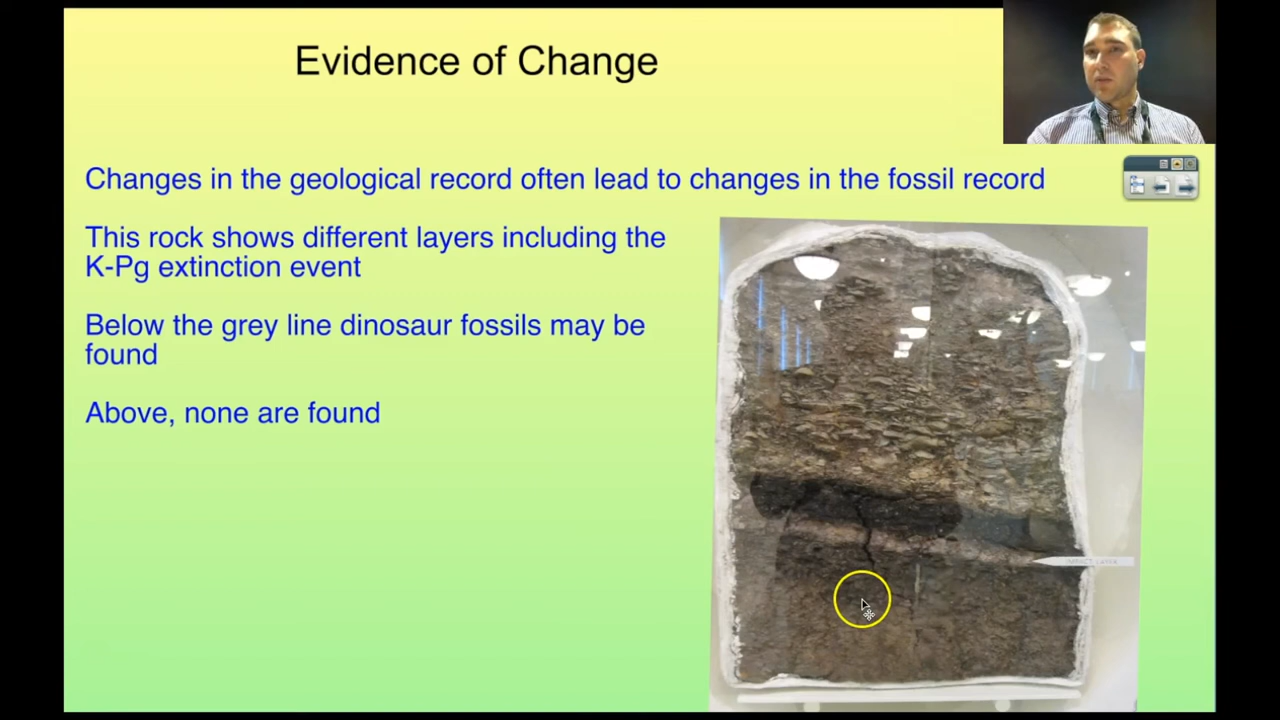 Evidence of Change
Changes in the geological record often lead to changes in the fossil record
This rock shows different layers including the
K-Pg extinction event
Below the grey line dinosaur fossils may be
found
Above, none are found
IMPACT LAYER